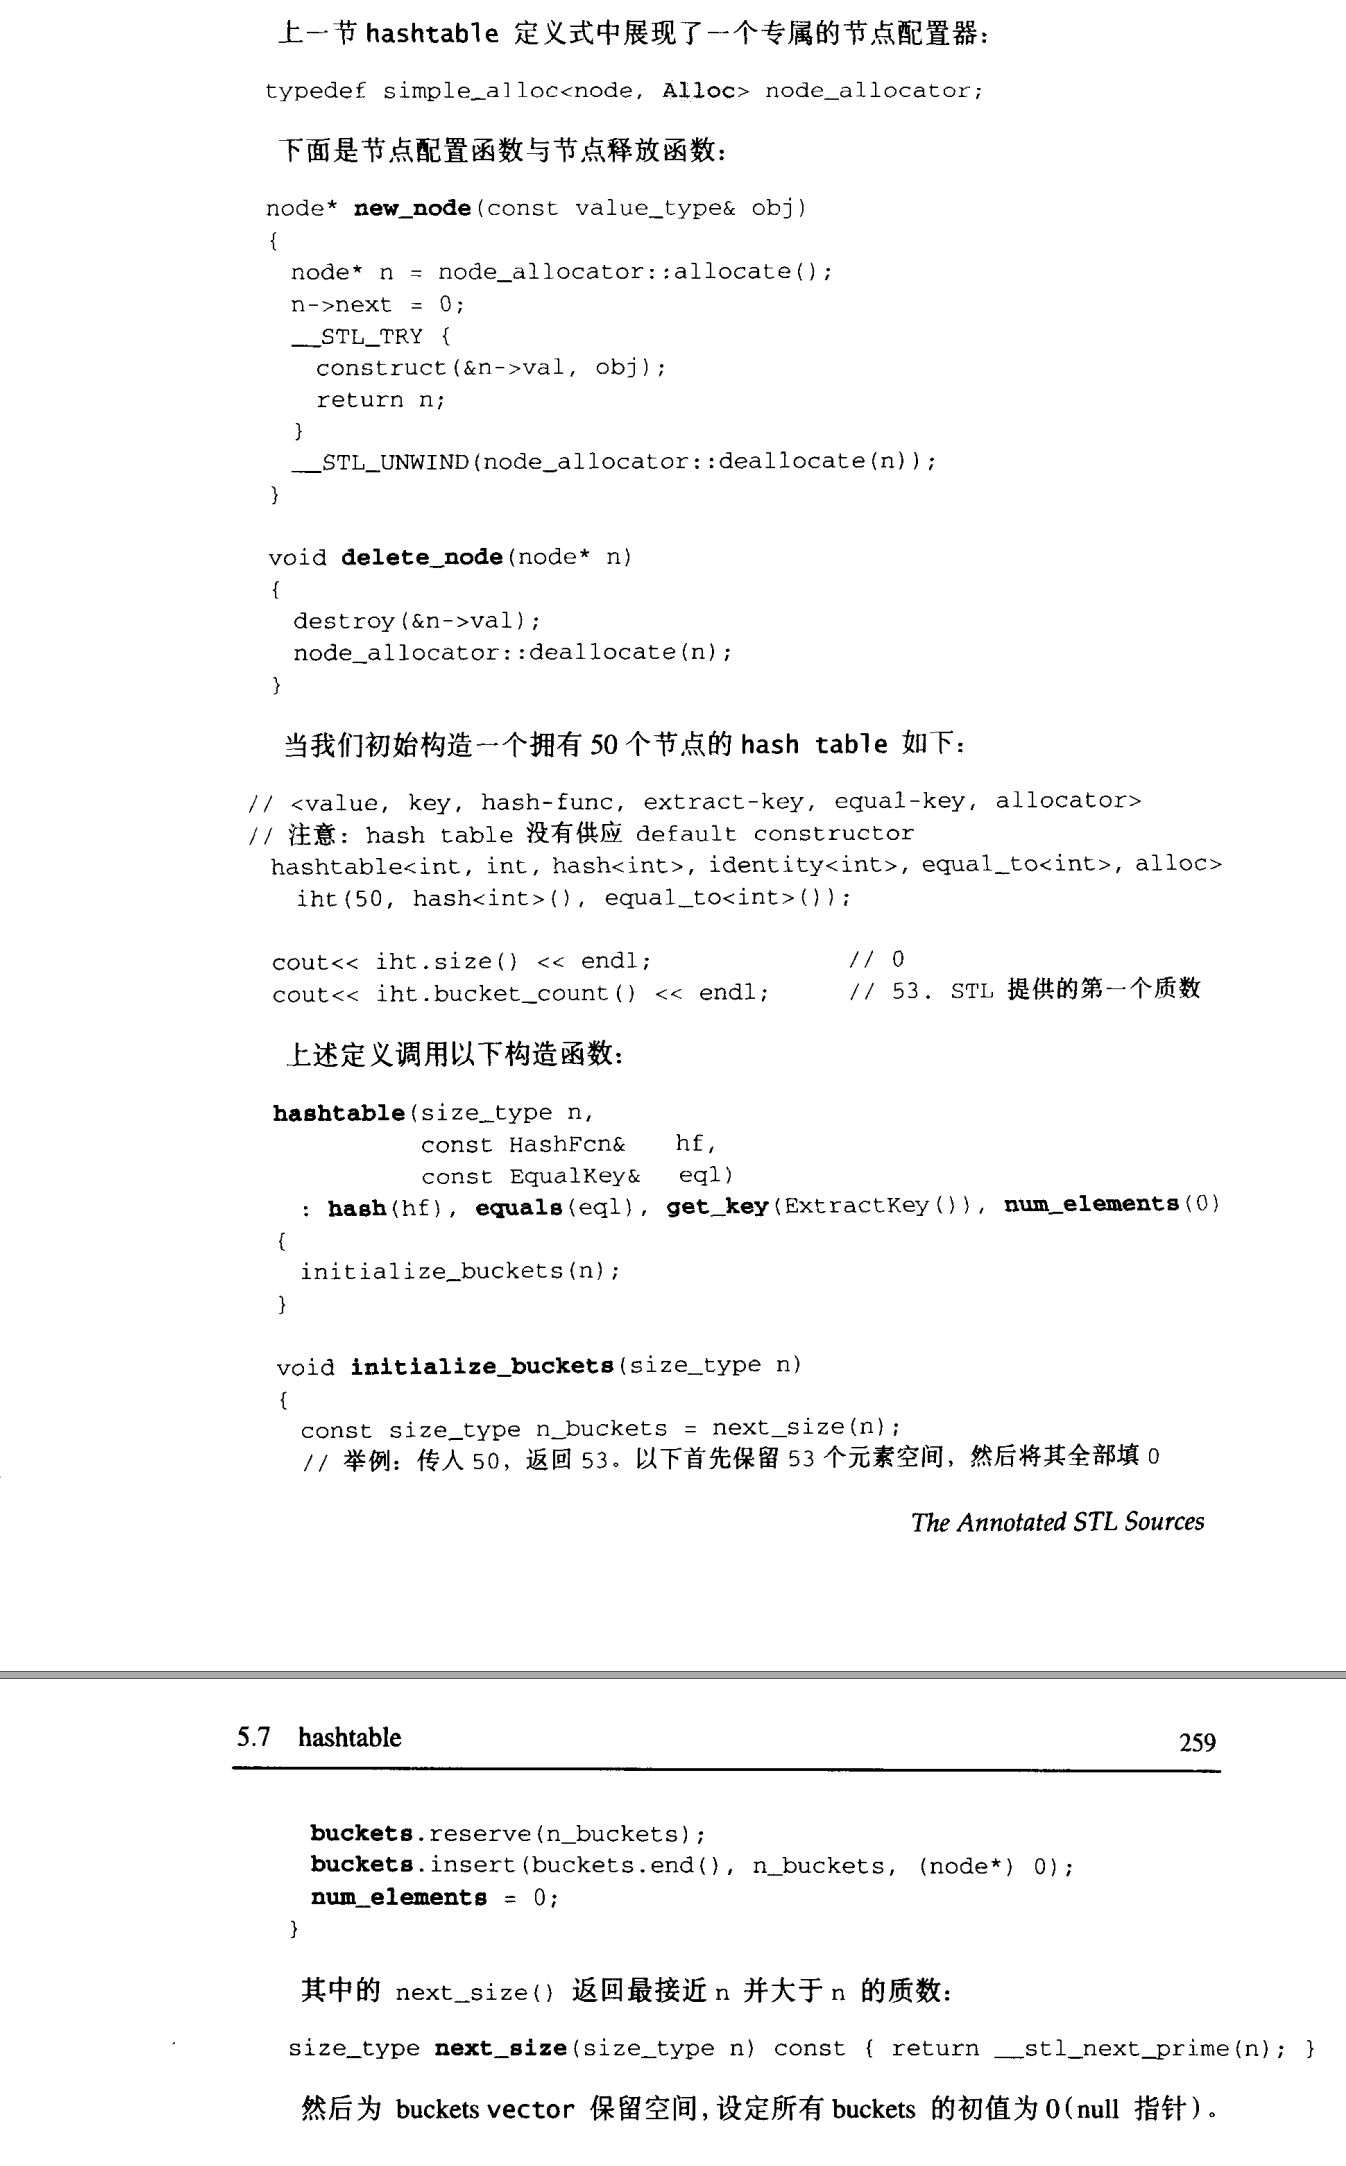 上一节 hashtable 定义式中展现了一个专属的节点配置器：
typedef simple_alloc<node, Alloc> node_allocator;
下面是节点配置函数与节点释放函数：
node* new_node(const value_type& obj)
{
  node* n = node_allocator::allocate();
  n->next = 0;
  __STL_TRY {
    construct(&n->val, obj);
    return n;
  }
  __STL_UNWIND(node_allocator::deallocate(n));
}
void delete_node(node* n)
{
  destroy(&n->val);
  node_allocator::deallocate(n);
}
当我们初始构造一个拥有 50 个节点的 hash table 如下：
// <value, key, hash-func, extract-key, equal-key, allocator>
// 注意：hash table 没有供应 default constructor
hashtable<int, int, hash<int>, identity<int>, equal_to<int>, alloc>
  iht(50, hash<int>(), equal_to<int>());
cout<< iht.size() << endl; // 0
cout<< iht.bucket_count() << endl; // 53. STL 提供的第一个质数
上述定义调用以下构造函数：
hashtable(size_type n,
          const HashFcn& hf,
          const EqualKey& eql)
  : hash(hf), equals(eql), get_key(ExtractKey()), num_elements(0)
{
  initialize_buckets(n);
}
void initialize_buckets(size_type n)
{
  const size_type n_buckets = next_size(n);
  // 举例：传人 50，返回 53。以下首先保留 53 个元素空间，然后将其全部填 0
The Annotated STL Sources
5.7 hashtable 259
  buckets.reserve(n_buckets);
  buckets.insert(buckets.end(), n_buckets, (node*) 0);
  num_elements = 0;
}
其中的 next_size() 返回最接近 n 并大于 n 的质数：
size_type next_size(size_type n) const { return __stl_next_prime(n); }
然后为 buckets vector 保留空间，设定所有 buckets 的初值为 0(null 指针)。